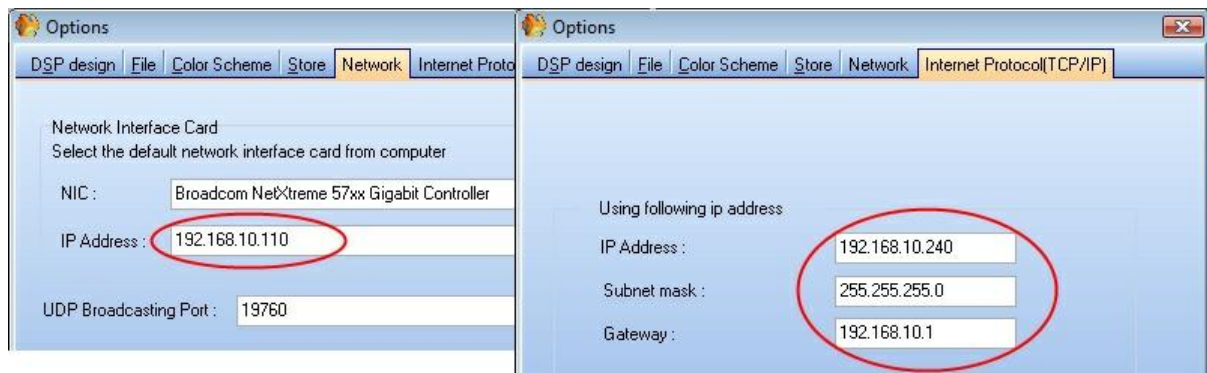 Options
DSP design File Color Scheme Store Network Internet Proto
Network Interface Card
Select the default network interface card from computer
NIC : Broadcom NetXtreme 57xx Gigabit Controller
IP Address : 192.168.10.110
UDP Broadcasting Port : 19760
Options
DSP design File Color Scheme Store Network Internet Protocol(TCP/IP)
Using following ip address
IP Address : 192.168.10.240
Subnet mask : 255.255.255.0
Gateway : 192.168.10.1